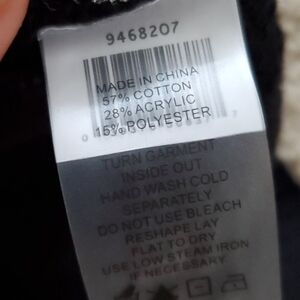 9468207
MADE IN CHINA
57% COTTON
28% ACRYLIC
15% POLYESTER
TURN GARMENT
INSIDE OUT
HAND WASH COLD
SEPARATELY
DO NOT USE BLEACH
RESHAPE LAY
FLAT TO DRY
USE LOW STEAM IRON
IF NECESSARY